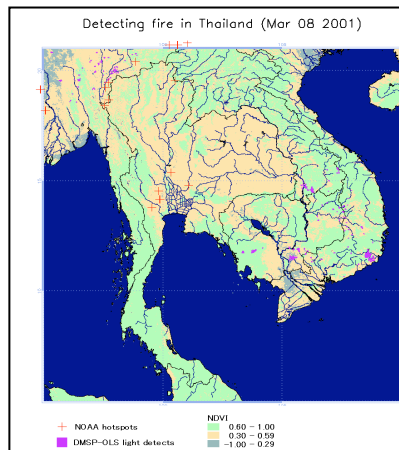 Detecting fire in Thailand (Mar 08 2001)
NOAA hotspots
DMSP-OLS light detects
NDVI
0.60 - 1.00
0.30 - 0.59
-1.00 - 0.29